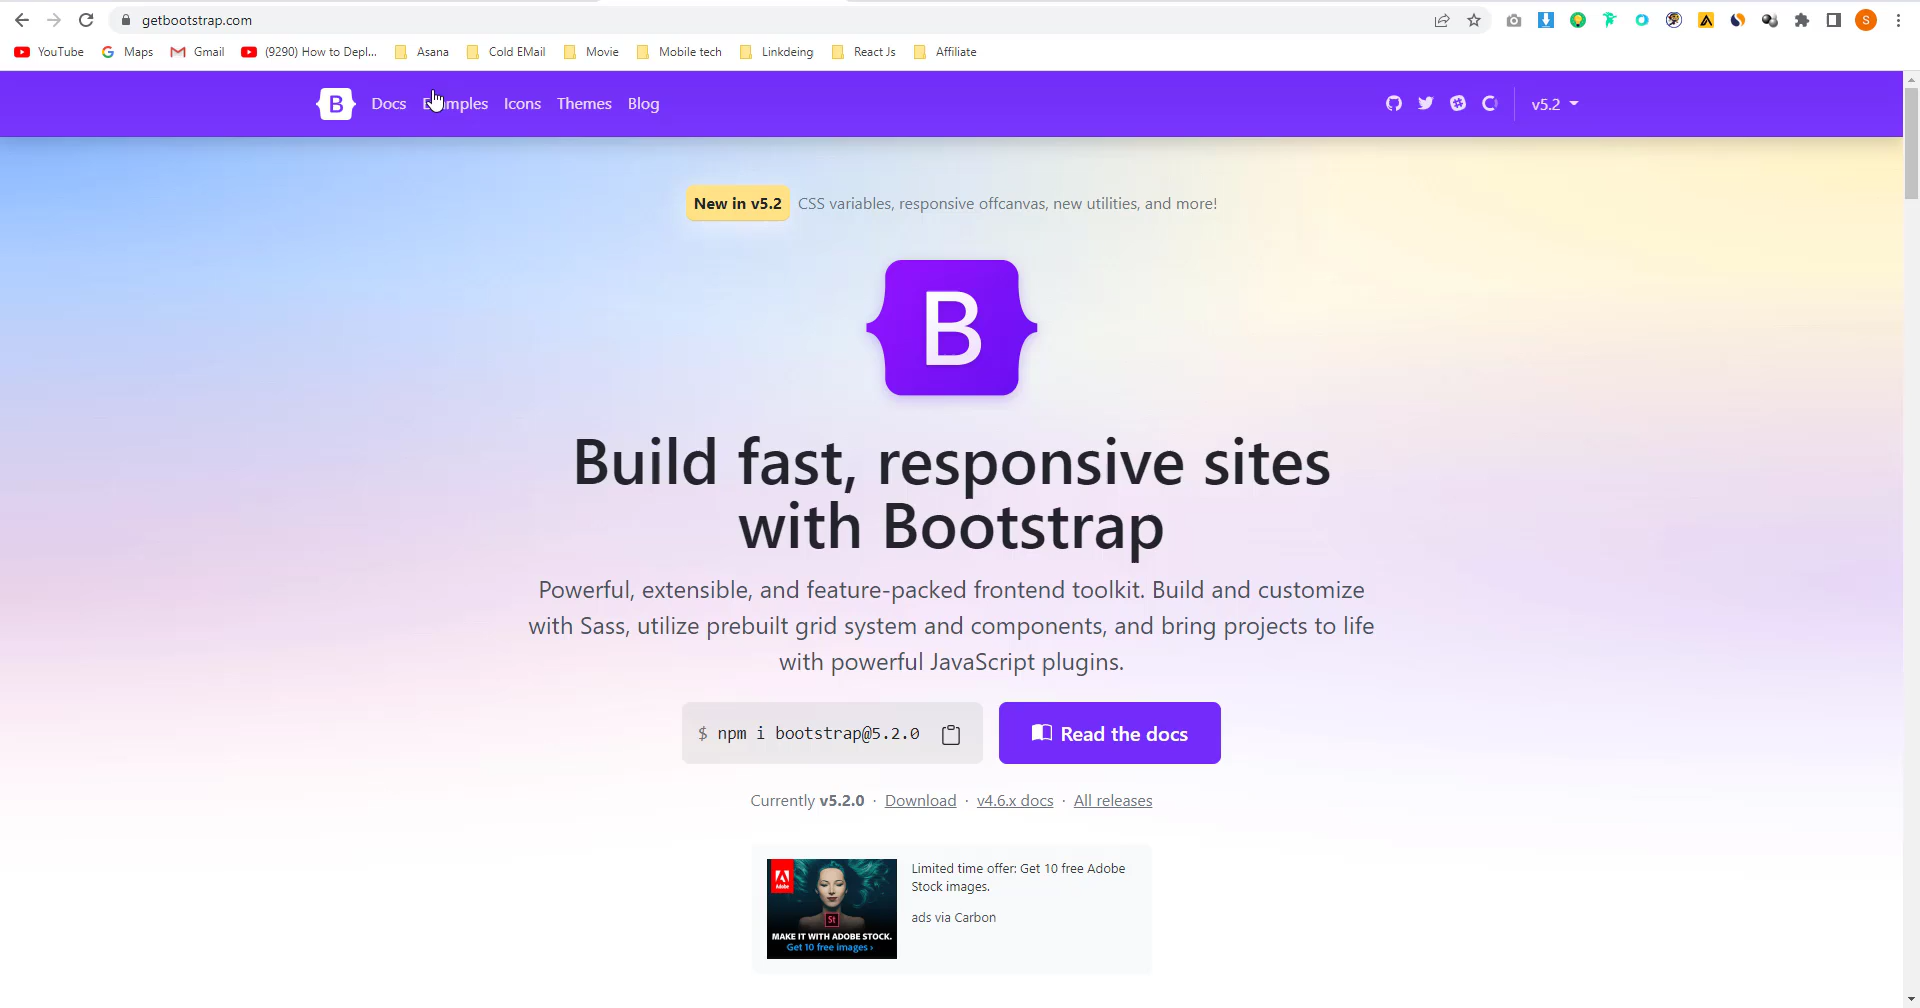 getbootstrap.com
YouTube Maps Gmail (9290) How to Depl... Asana Cold EMail Movie Mobile tech Linkdeing React Js Affiliate
B Docs Examples Icons Themes Blog v5.2
New in v5.2 CSS variables, responsive offcanvas, new utilities, and more!
B
Build fast, responsive sites
with Bootstrap
Powerful, extensible, and feature-packed frontend toolkit. Build and customize
with Sass, utilize prebuilt grid system and components, and bring projects to life
with powerful JavaScript plugins.
$ npm i bootstrap@5.2.0 Read the docs
Currently v5.2.0 · Download · v4.6.x docs · All releases
Adobe
St
MAKE IT WITH ADOBE STOCK.
Get 10 free images ›
Limited time offer: Get 10 free Adobe
Stock images.
ads via Carbon